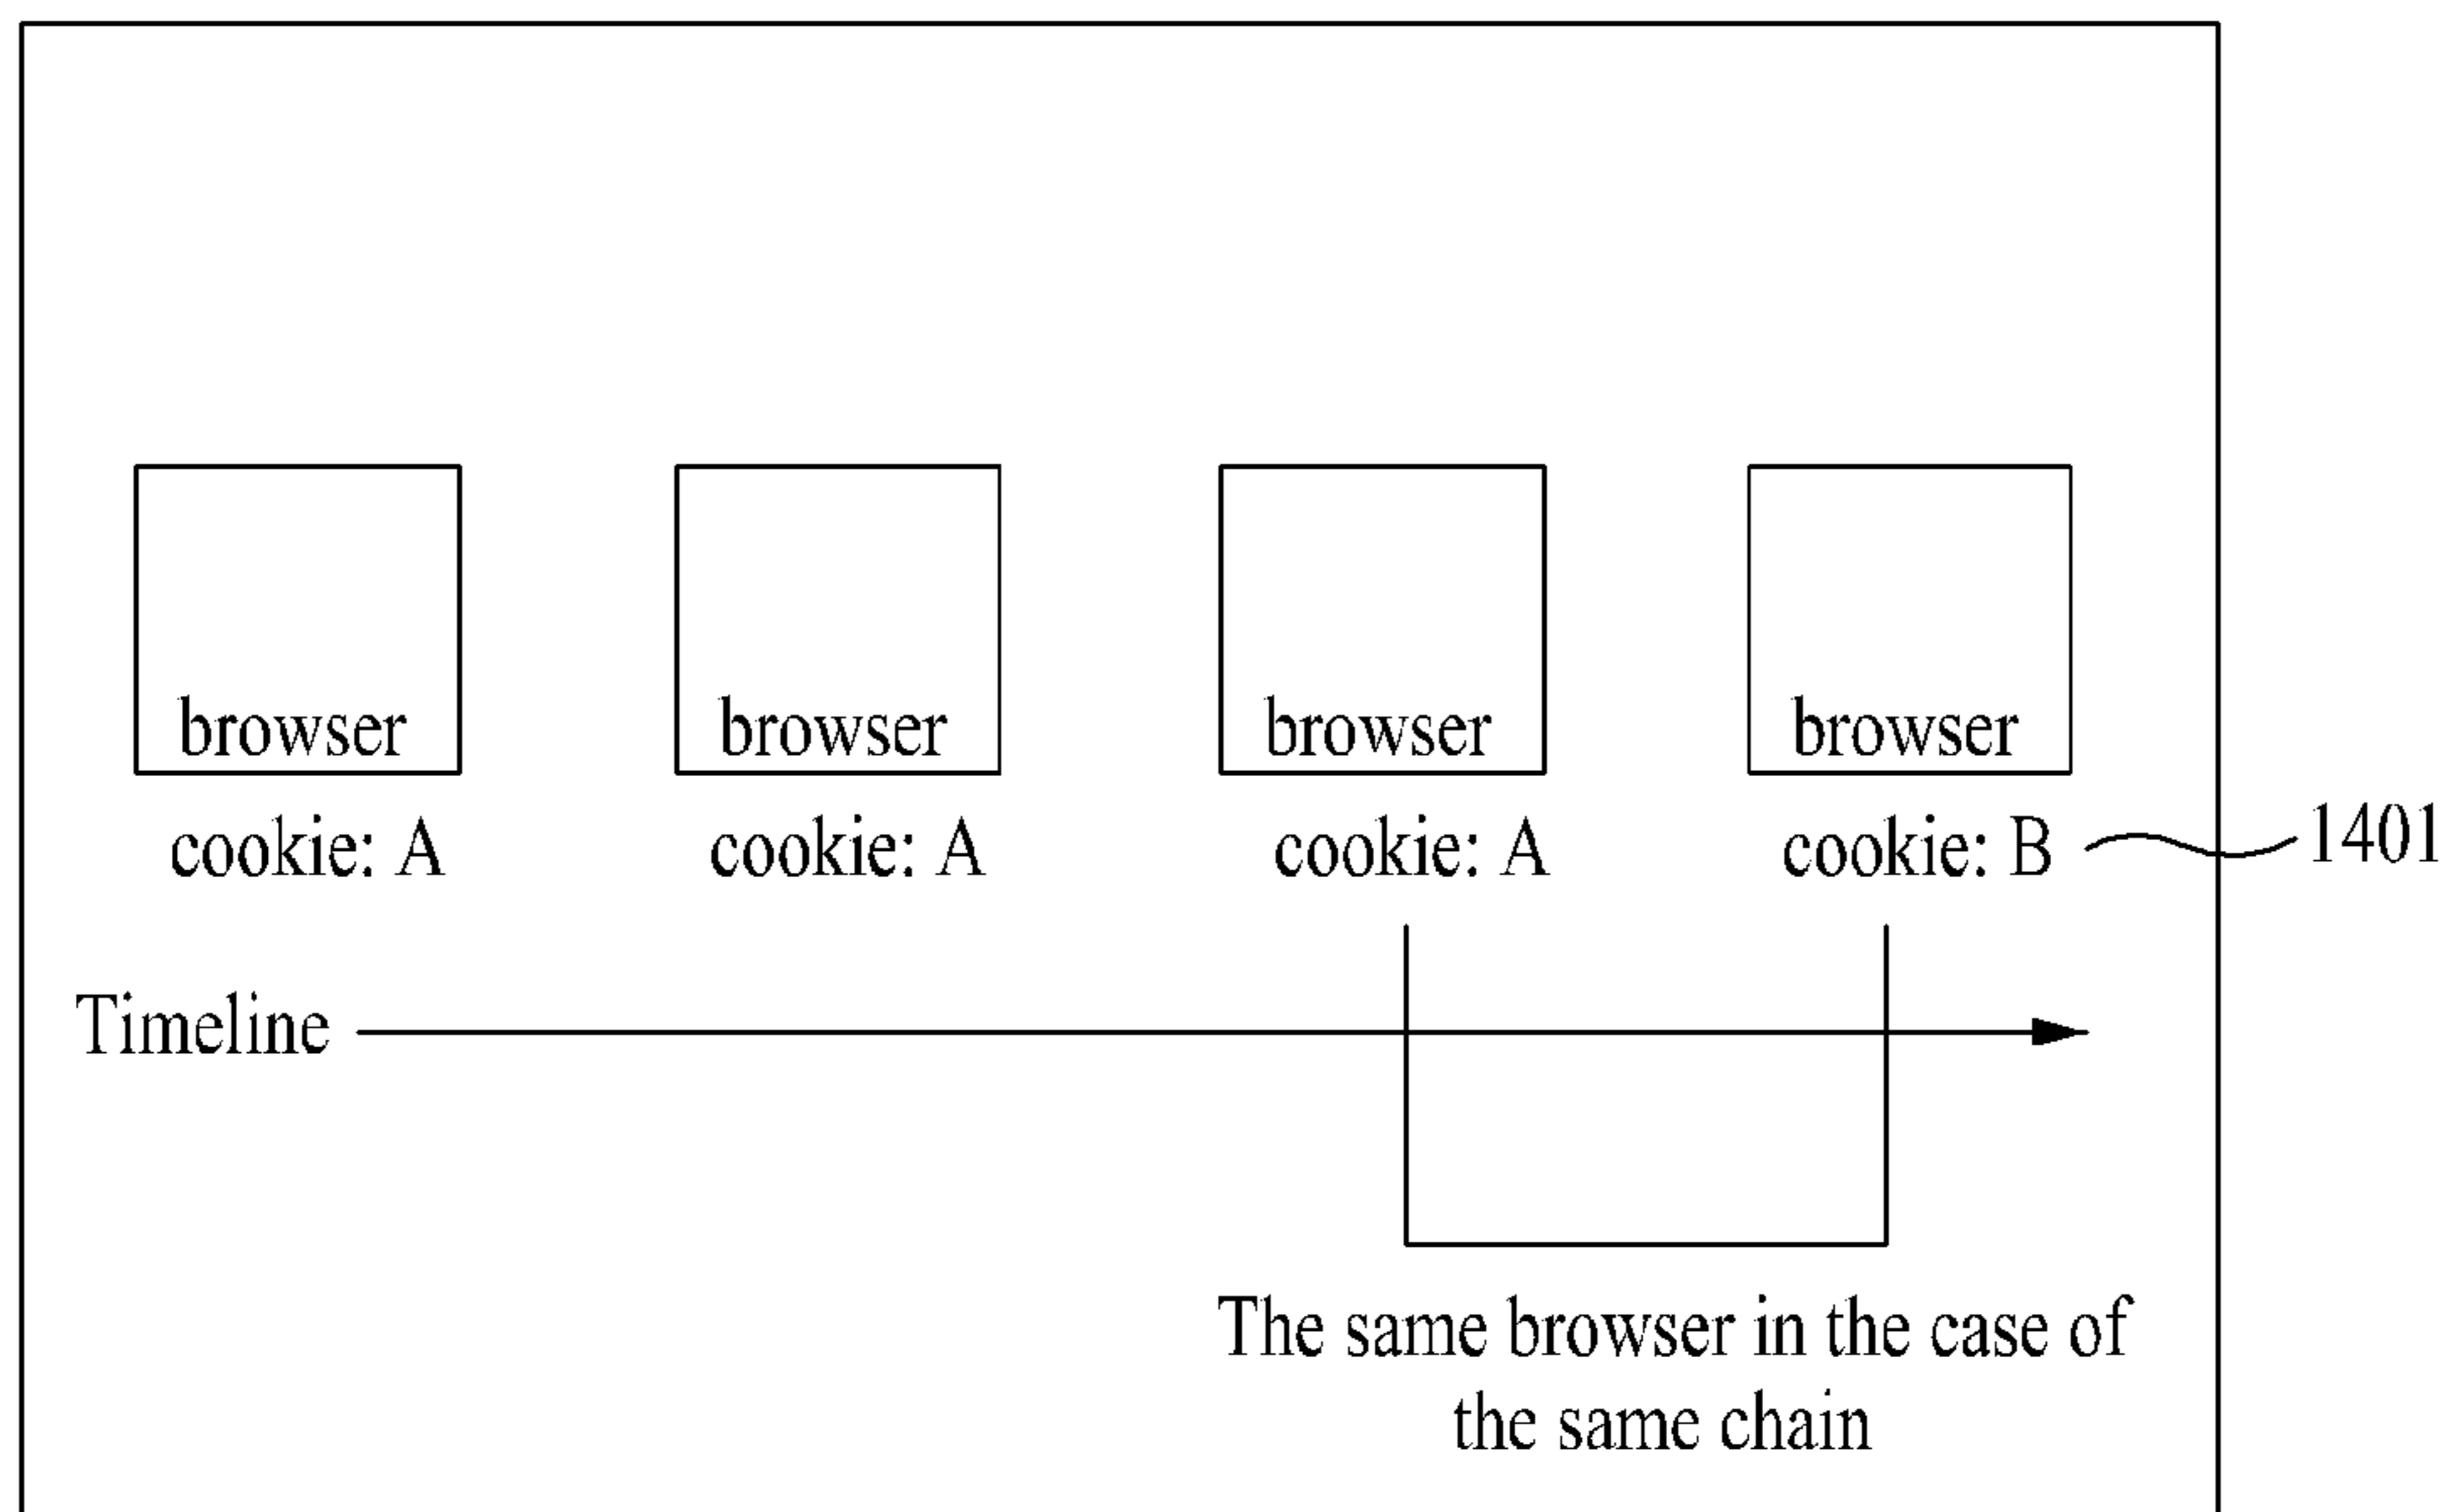 browser browser browser browser
cookie: A cookie: A cookie: A cookie: B 1401
Timeline
The same browser in the case of
the same chain